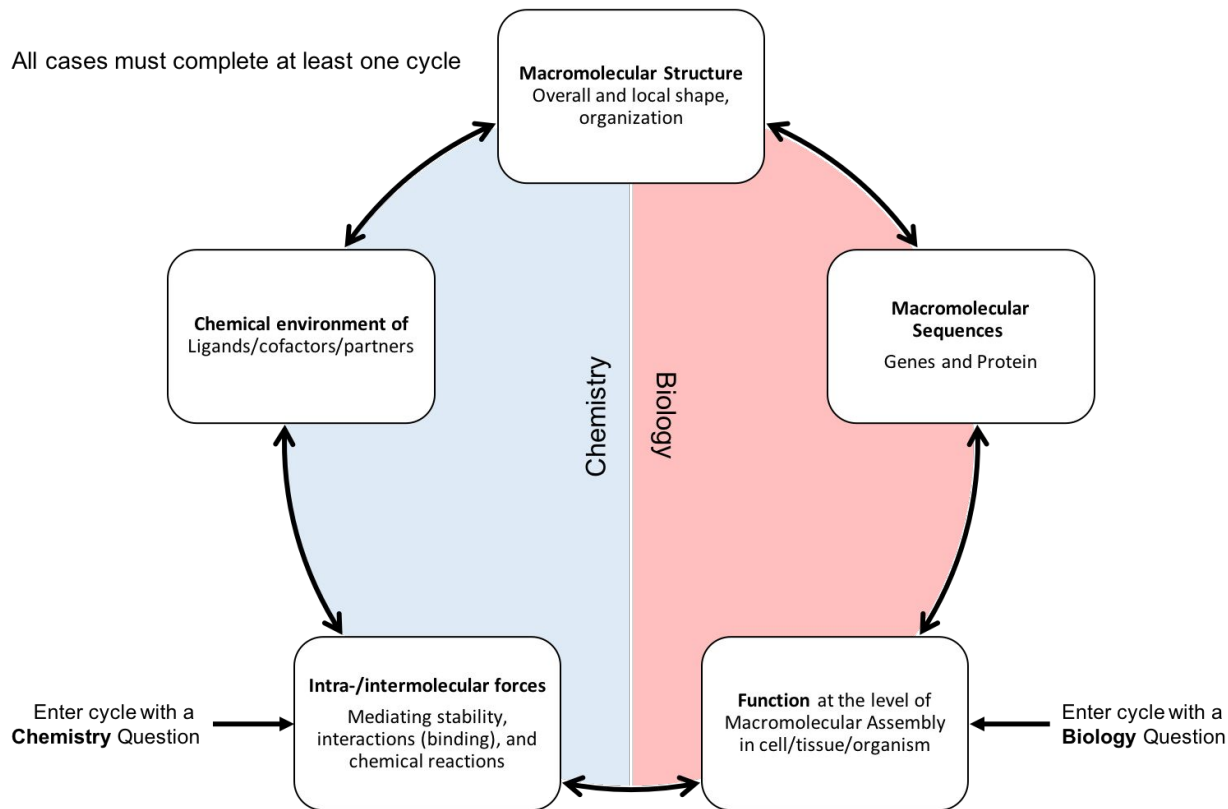 All cases must complete at least one cycle
Macromolecular Structure
Overall and local shape,
organization
Chemical environment of
Ligands/cofactors/partners
Macromolecular
Sequences
Genes and Protein
Chemistry
Biology
Intra-/intermolecular forces
Mediating stability,
interactions (binding), and
chemical reactions
Function at the level of
Macromolecular Assembly
in cell/tissue/organism
Enter cycle with a
Chemistry Question
Enter cycle with a
Biology Question